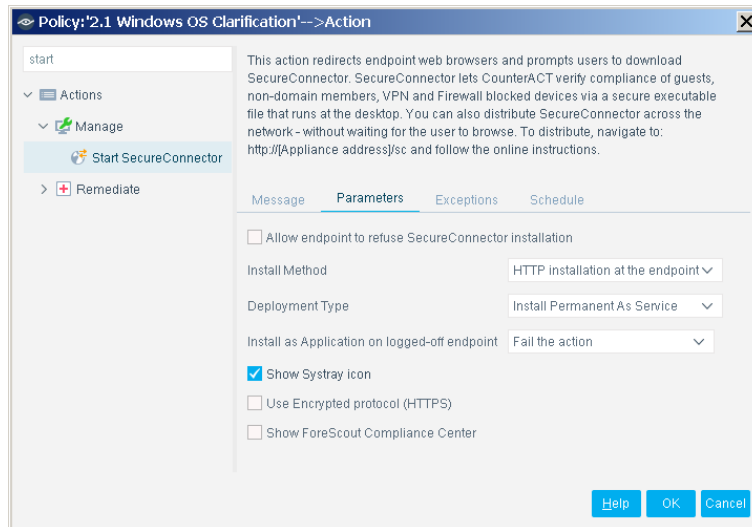 Policy:'2.1 Windows OS Clarification'-->Action
start
Actions
Manage
Start SecureConnector
Remediate
This action redirects endpoint web browsers and prompts users to download
SecureConnector. SecureConnector lets CounterACT verify compliance of guests,
non-domain members, VPN and Firewall blocked devices via a secure executable
file that runs at the desktop. You can also distribute SecureConnector across the
network - without waiting for the user to browse. To distribute, navigate to:
http://[Appliance address]/sc and follow the online instructions.
Message Parameters Exceptions Schedule
Allow endpoint to refuse SecureConnector installation
Install Method HTTP installation at the endpoint
Deployment Type Install Permanent As Service
Install as Application on logged-off endpoint Fail the action
Show Systray icon
Use Encrypted protocol (HTTPS)
Show ForeScout Compliance Center
Help OK Cancel